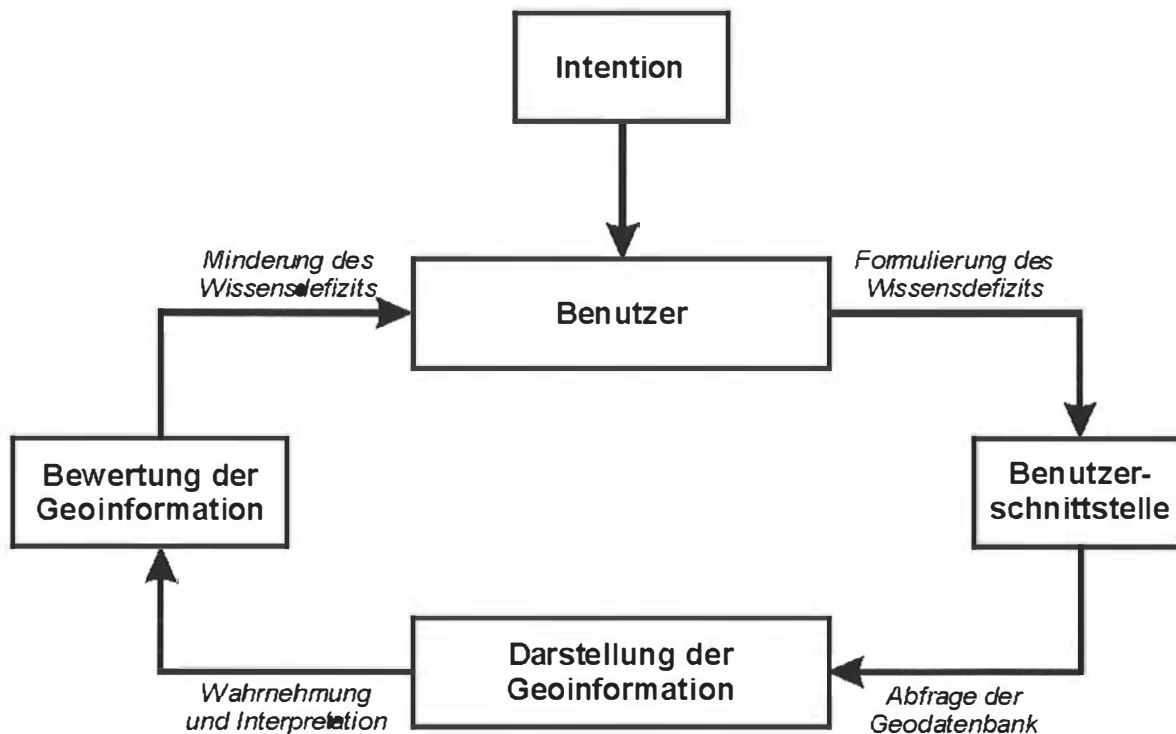 Intention
Minderung des
Wissensdefizits
Benutzer
Formulierung des
Wissensdefizits
Bewertung der
Geoinformation
Benutzer-
schnittstelle
Darstellung der
Geoinformation
Wahrnehmung
und Interpretation
Abfrage der
Geodatenbank